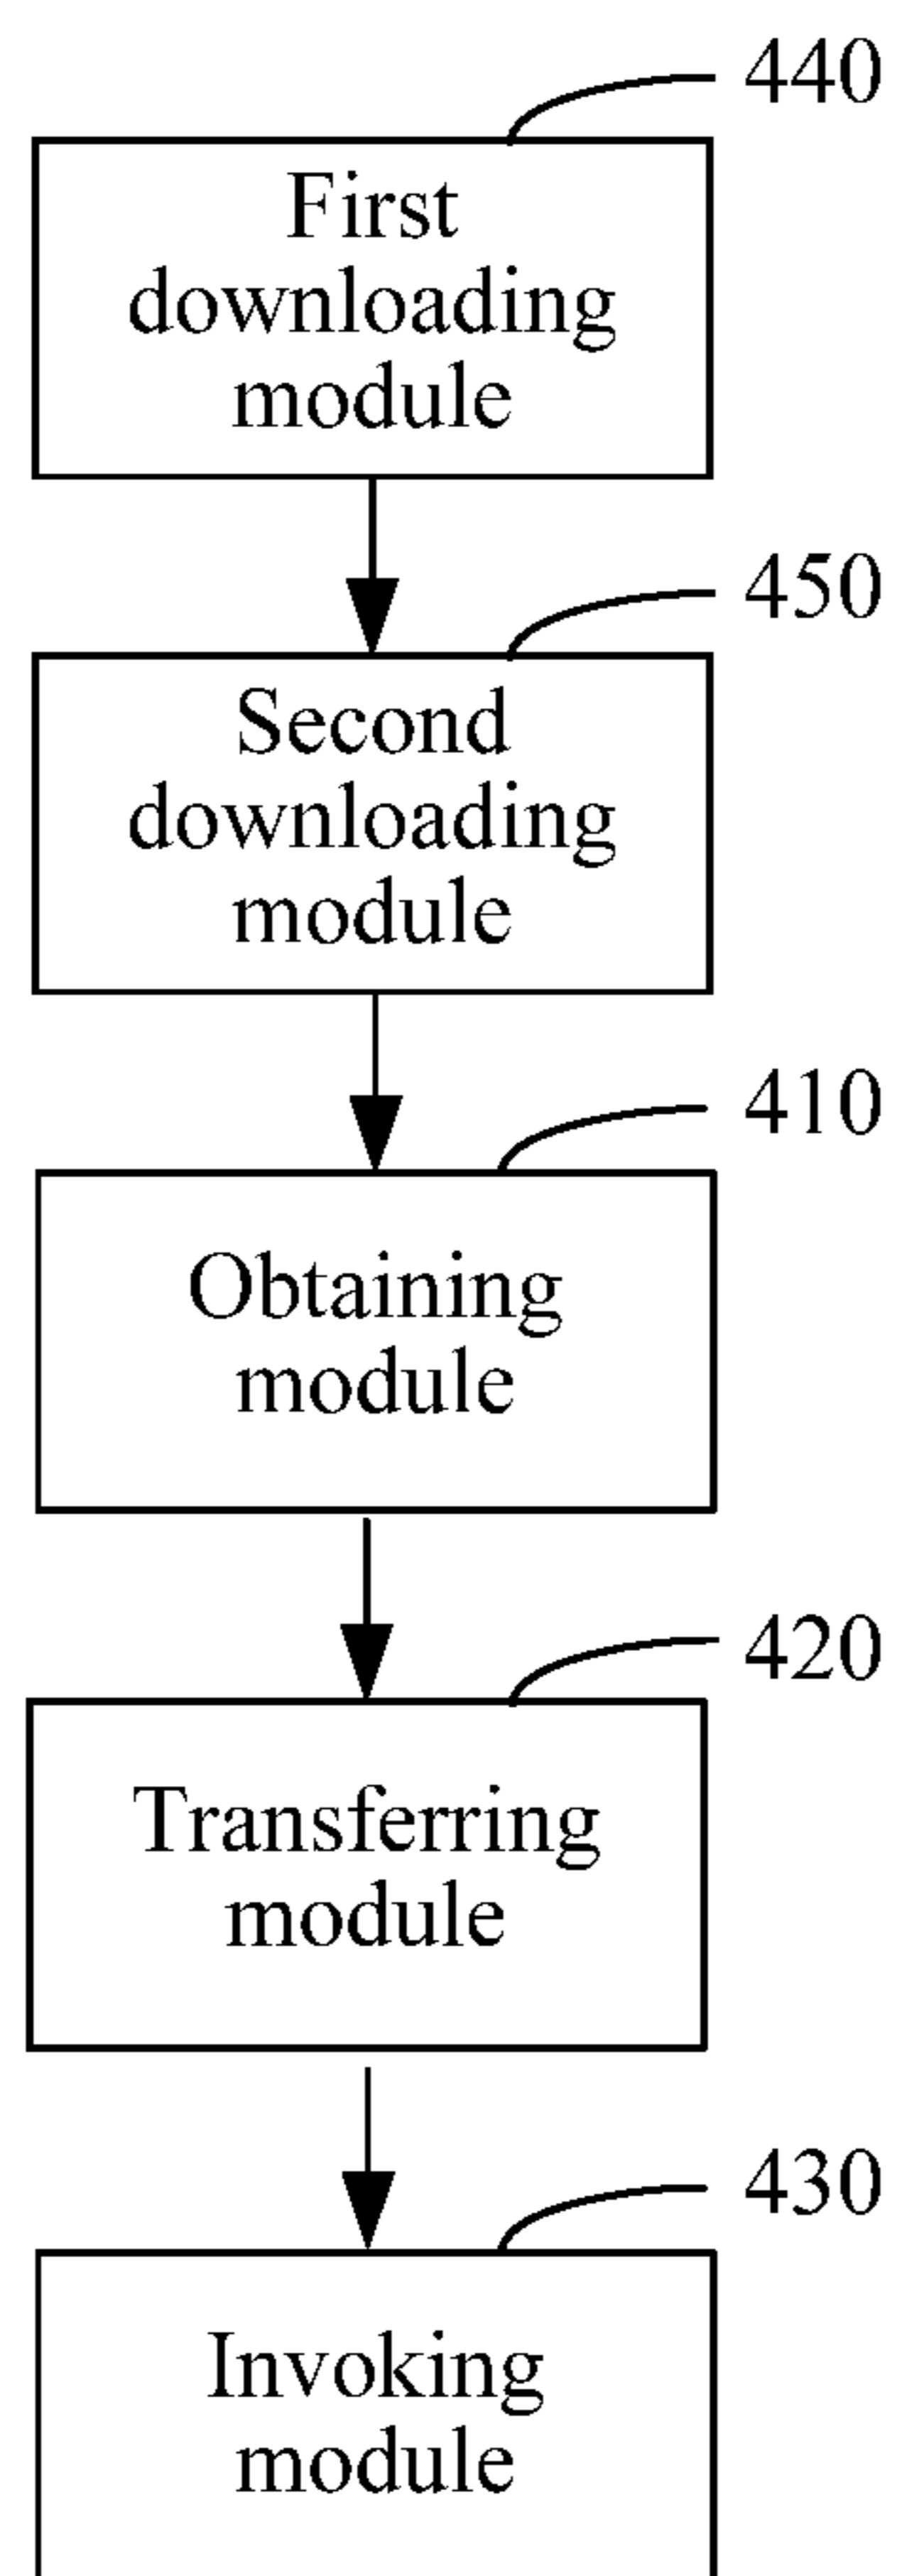 440
First
downloading
module
450
Second
downloading
module
410
Obtaining
module
420
Transferring
module
430
Invoking
module